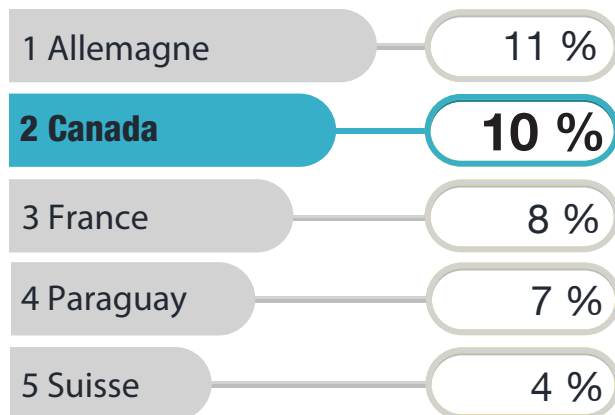 1 Allemagne 11 %
2 Canada 10 %
3 France 8 %
4 Paraguay 7 %
5 Suisse 4 %